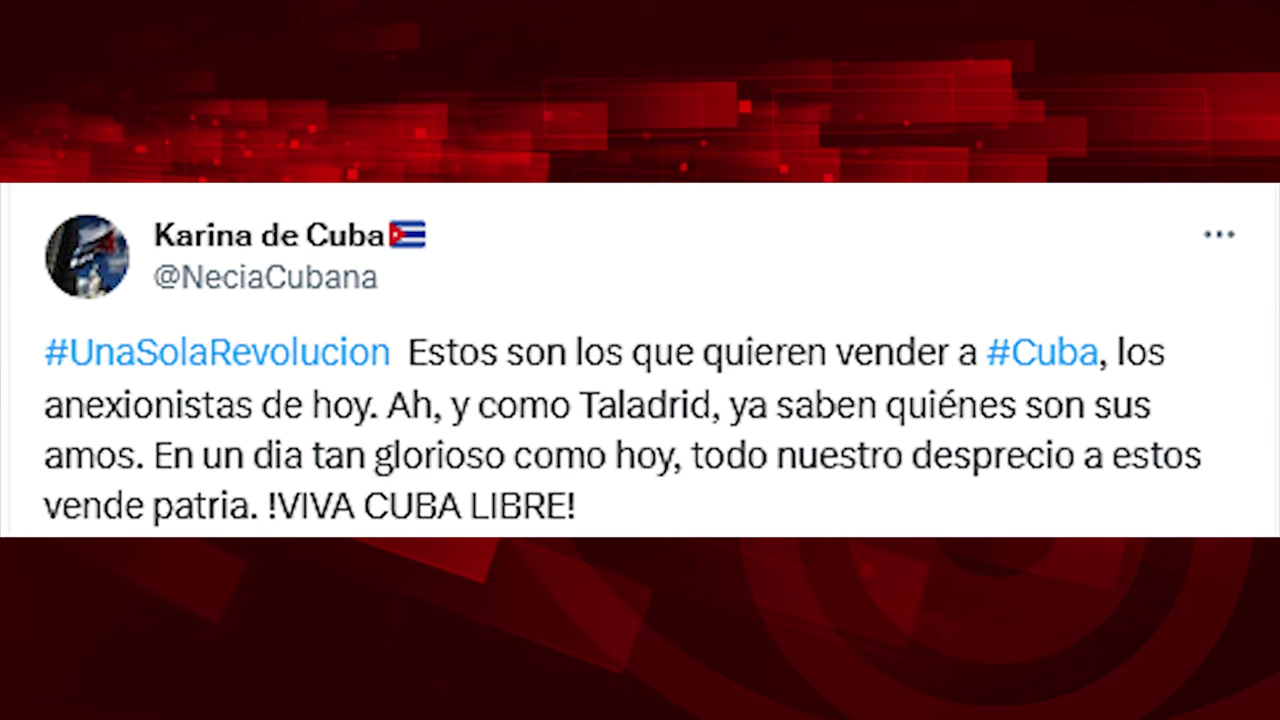 Karina de Cuba🇨🇺
@NeciaCubana
#UnaSolaRevolucion Estos son los que quieren vender a #Cuba, los
anexionistas de hoy. Ah, y como Taladrid, ya saben quiénes son sus
amos. En un dia tan glorioso como hoy, todo nuestro desprecio a estos
vende patria. !VIVA CUBA LIBRE!